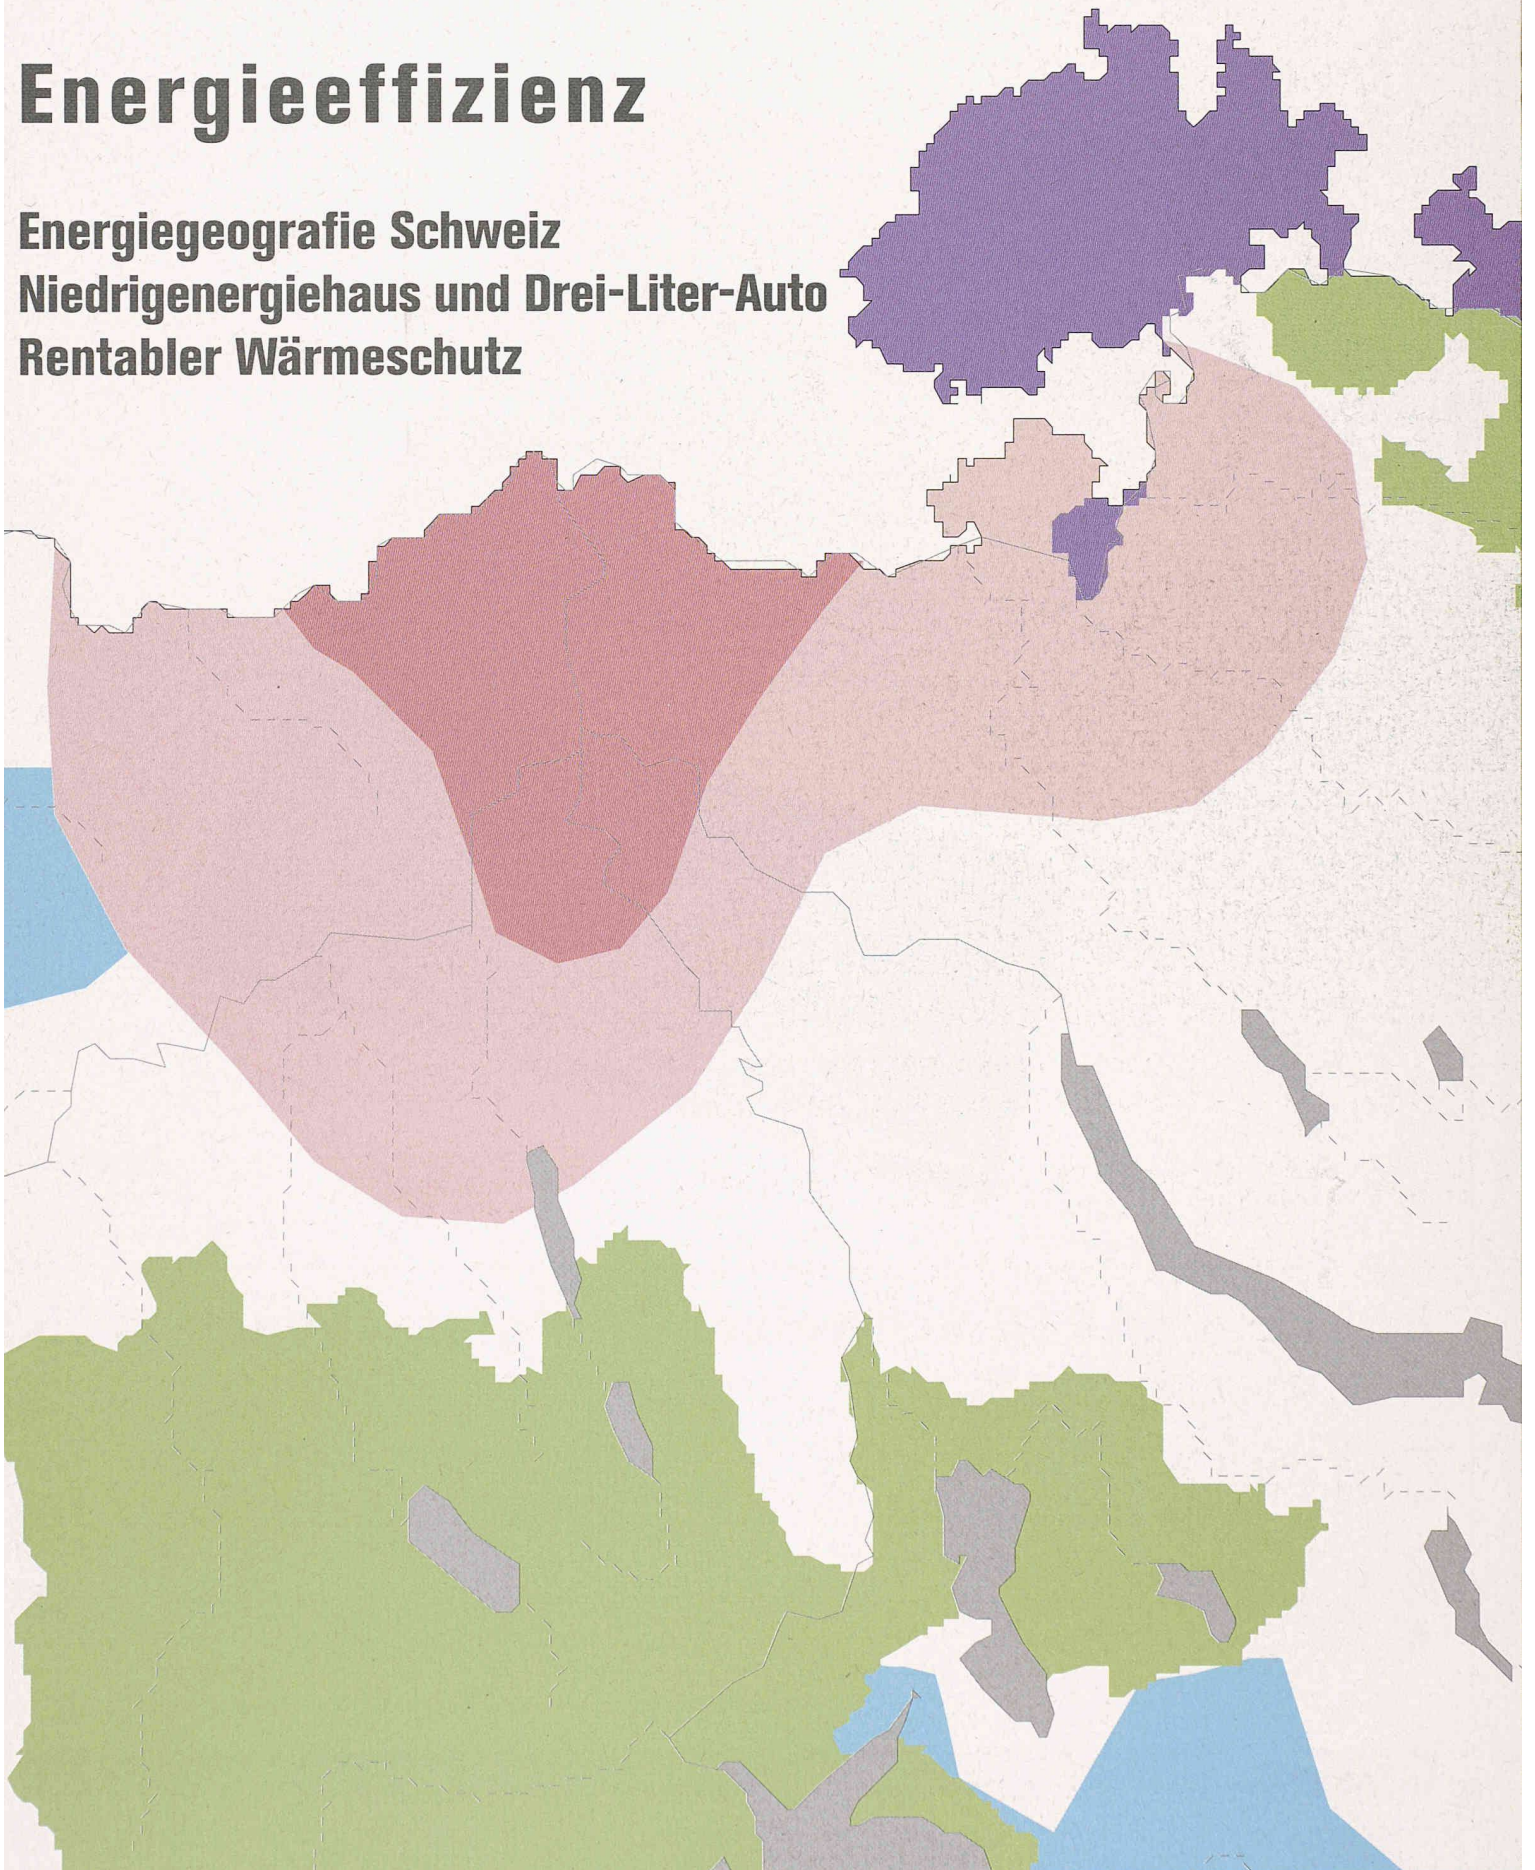 Energieeffizienz
Energiegeografie Schweiz
Niedrigenergiehaus und Drei-Liter-Auto
Rentabler Wärmeschutz